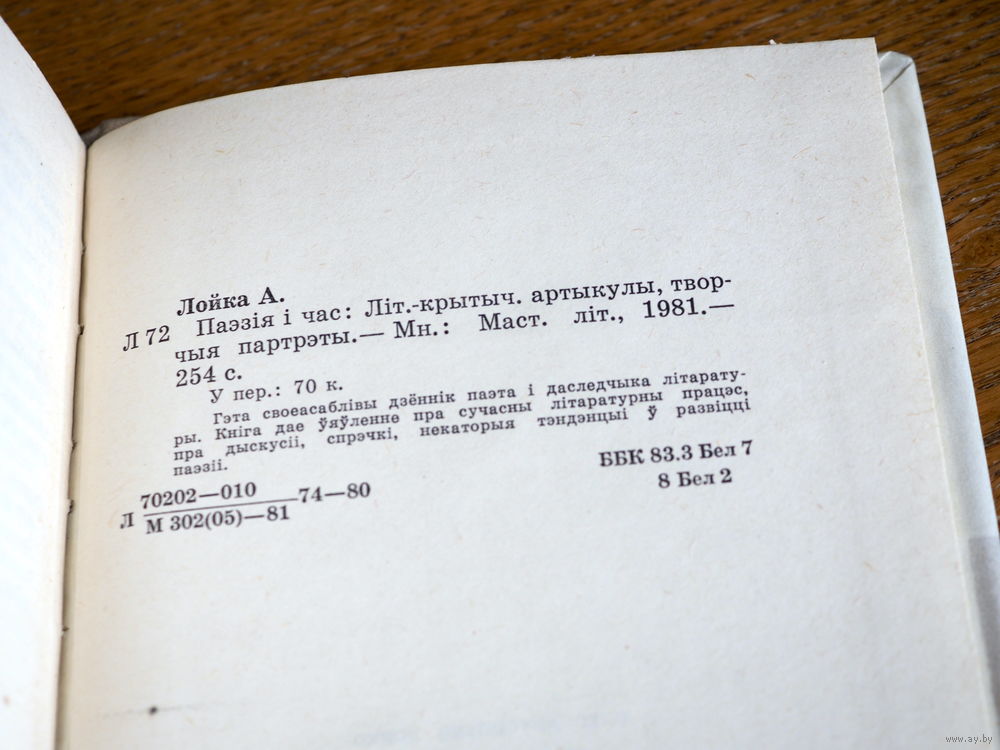 Лойка А.
Л 72 Паэзія і час: Літ.-крытыч. артыкулы, твор-
чыя партрэты.— Мн.: Маст. літ., 1981.—
254 с.
У пер.: 70 к.
Гэта своеасаблівы дзённік паэта і даследчыка літарату-
ры. Кніга дае ўяўленне пра сучасны літаратурны працэс,
пра дыскусіі, спрэчкі, некаторыя тэндэнцыі ў развіцці
паэзіі.
ББК 83.3 Бел 7
8 Бел 2
70202—010
Л 74—80
М 302(05)—81
www.ay.by